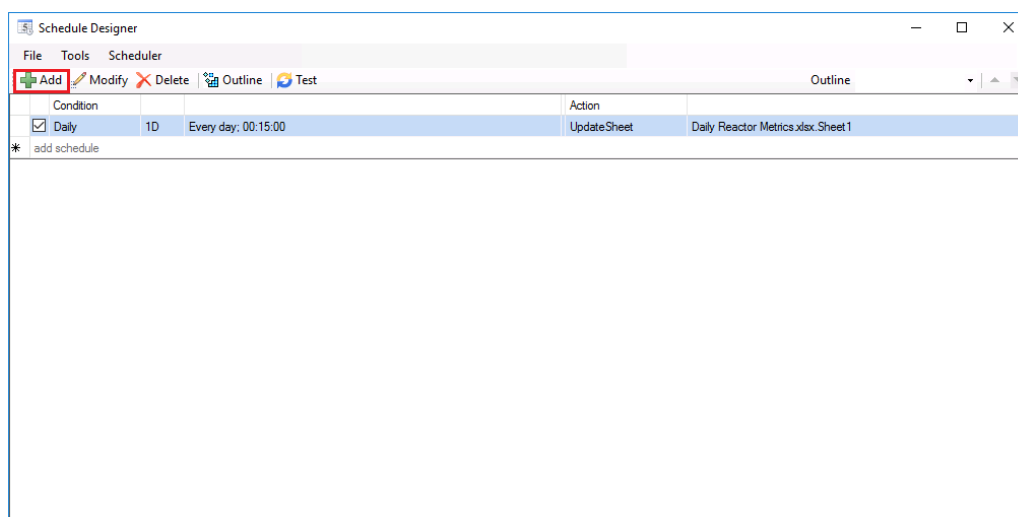 Schedule Designer
File Tools Scheduler
Add Modify Delete Outline Test Outline
Condition Action
Daily 1D Every day; 00:15:00 UpdateSheet Daily Reactor Metrics.xlsx.Sheet1
add schedule